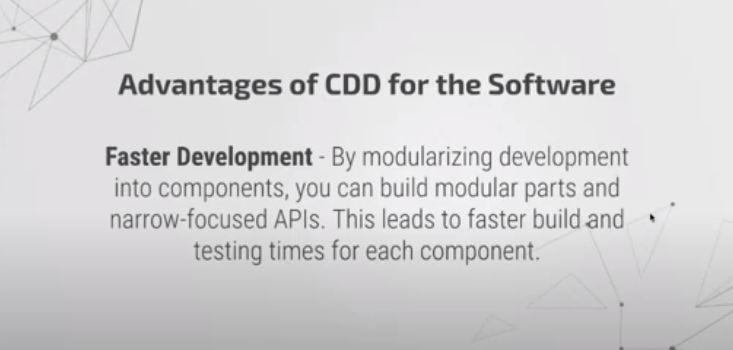 Advantages of CDD for the Software
Faster Development - By modularizing development
into components, you can build modular parts and
narrow-focused APIs. This leads to faster build and
testing times for each component.